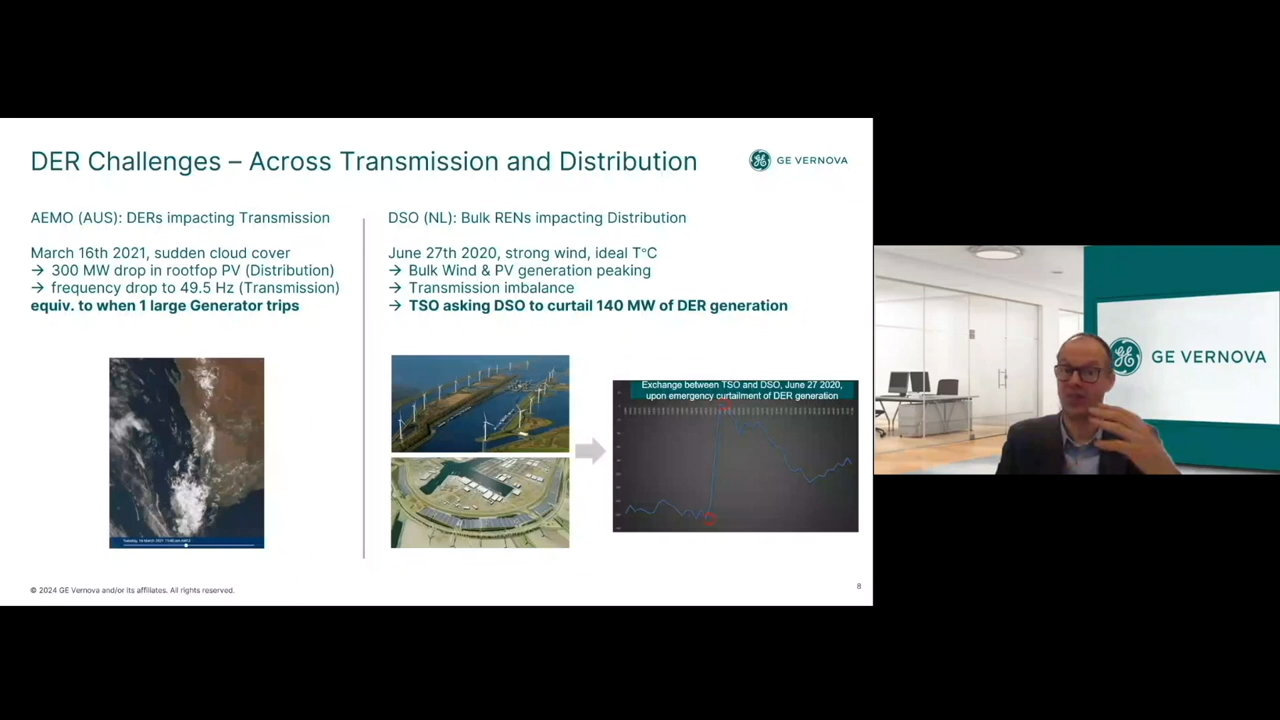 DER Challenges – Across Transmission and Distribution
GE VERNOVA
AEMO (AUS): DERs impacting Transmission
March 16th 2021, sudden cloud cover
→ 300 MW drop in rootfop PV (Distribution)
→ frequency drop to 49.5 Hz (Transmission)
equiv. to when 1 large Generator trips
DSO (NL): Bulk RENs impacting Distribution
June 27th 2020, strong wind, ideal T°C
→ Bulk Wind & PV generation peaking
→ Transmission imbalance
→ TSO asking DSO to curtail 140 MW of DER generation
Exchange between TSO and DSO, June 27 2020,
upon emergency curtailment of DER generation
© 2024 GE Vernova and/or its affiliates. All rights reserved.
8
GE VERNOVA